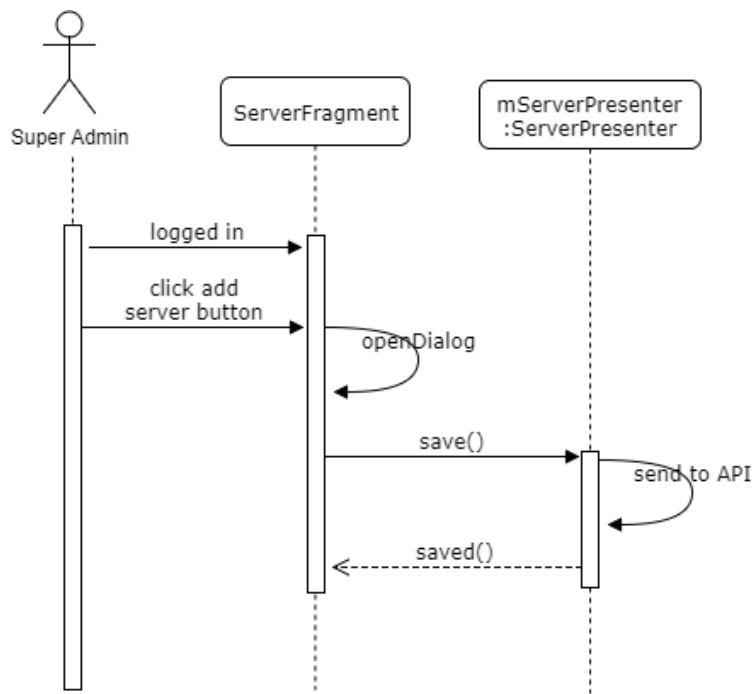 Super Admin
ServerFragment
mServerPresenter
:ServerPresenter
logged in
click add
server button
openDialog
save()
send to API
saved()